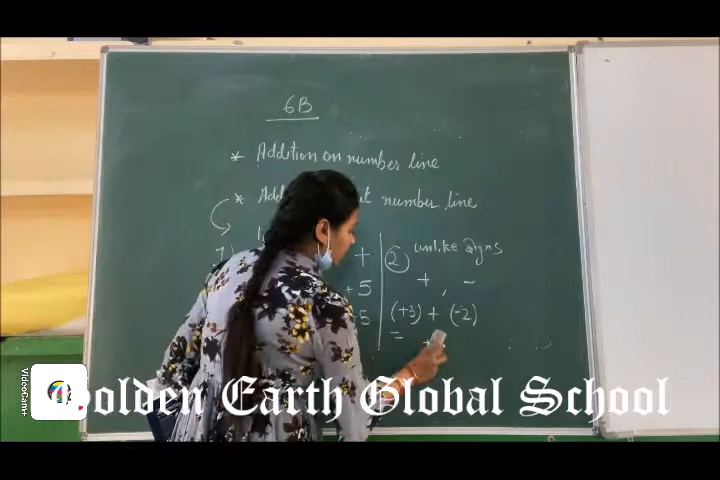 6B
* Addition on number line
* Add t number line
1) + 2 unlike signs
+5 + , -
5 (+3) + (-2)
= +
Golden Earth Global School
VideoCam+